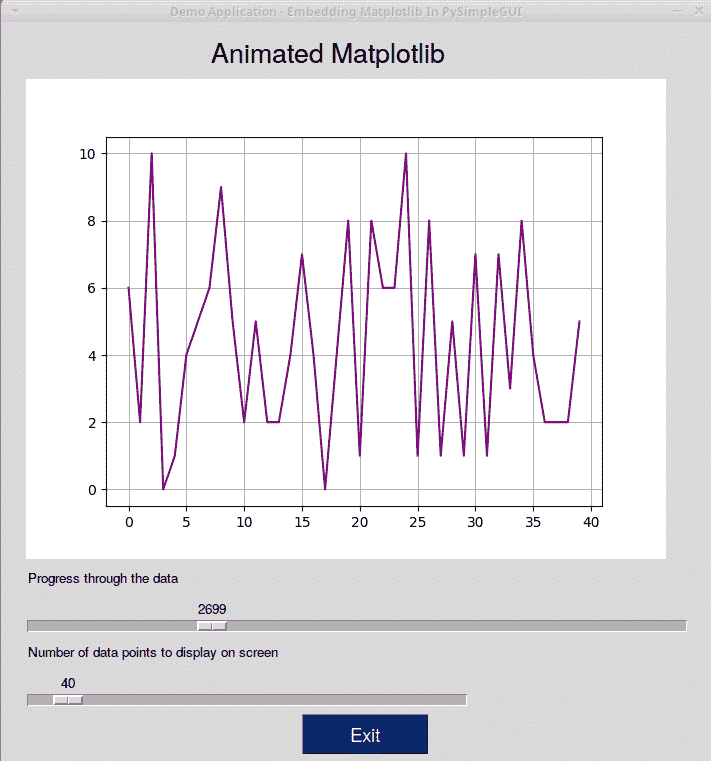 Demo Application - Embedding Matplotlib In PySimpleGUI
Animated Matplotlib
10
8
6
4
2
0
0 5 10 15 20 25 30 35 40
Progress through the data
2699
Number of data points to display on screen
40
Exit